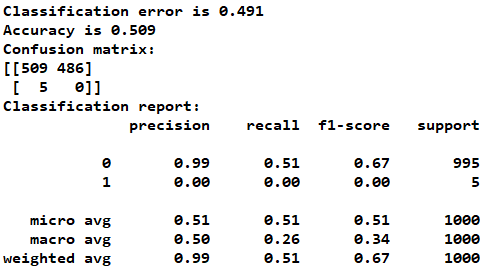 Classification error is 0.491
Accuracy is 0.509
Confusion matrix:
[[509 486]
 [  5   0]]
Classification report:
              precision    recall  f1-score   support

           0       0.99      0.51      0.67       995
           1       0.00      0.00      0.00         5

   micro avg       0.51      0.51      0.51      1000
   macro avg       0.50      0.26      0.34      1000
weighted avg       0.99      0.51      0.67      1000